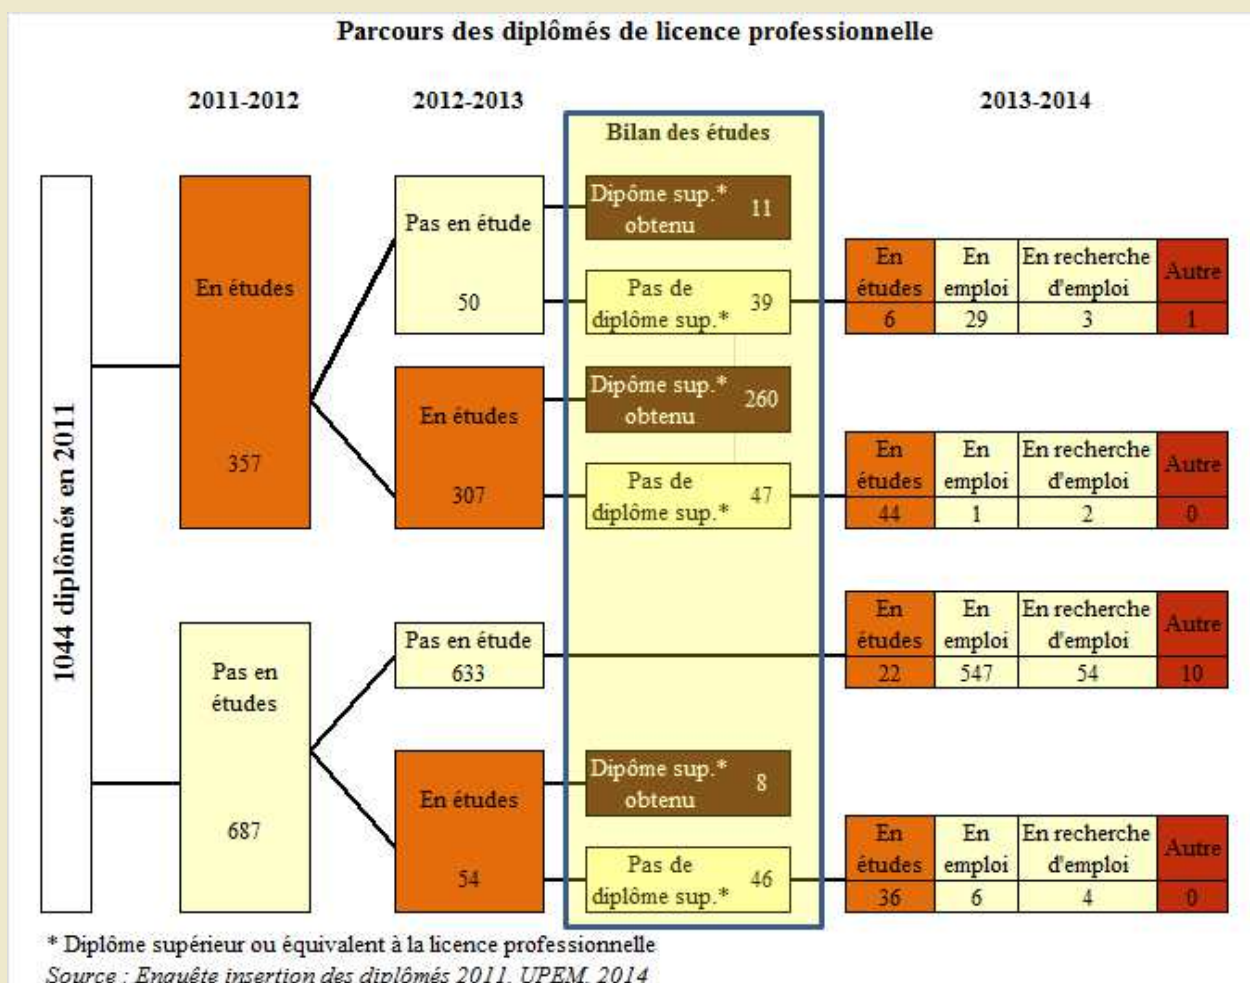 Parcours des diplômés de licence professionnelle
2011-2012
2012-2013
2013-2014
Bilan des études
1044 diplômés en 2011
En études
357
Pas en étude
50
Dipôme sup.*
obtenu
11
Pas de
diplôme sup.*
39
En
études
En
emploi
En recherche
d'emploi
Autre
6
29
3
1
En études
307
Dipôme sup.*
obtenu
260
Pas de
diplôme sup.*
47
En
études
En
emploi
En recherche
d'emploi
Autre
44
1
2
0
Pas en
études
687
Pas en étude
633
En
études
En
emploi
En recherche
d'emploi
Autre
22
547
54
10
En études
54
Dipôme sup.*
obtenu
8
Pas de
diplôme sup.*
46
En
études
En
emploi
En recherche
d'emploi
Autre
36
6
4
0
* Diplôme supérieur ou équivalent à la licence professionnelle
Source : Enquête insertion des diplômés 2011, UPEM, 2014